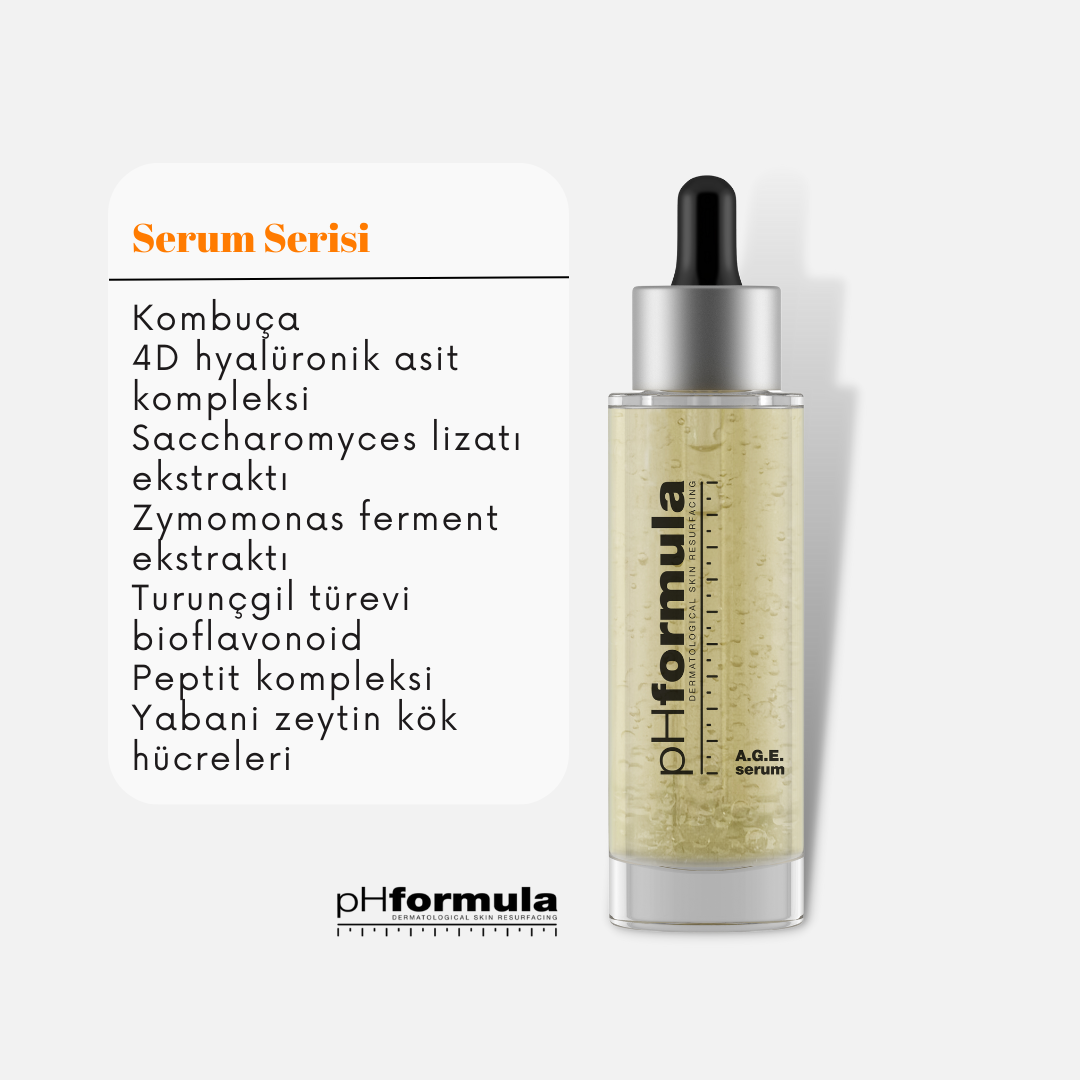 Serum Serisi
Kombuça
4D hyalüronik asit
kompleksi
Saccharomyces lizatı
ekstraktı
Zymomonas ferment
ekstraktı
Turunçgil türevi
bioflavonoid
Peptit kompleksi
Yabani zeytin kök
hücreleri
pHformula
DERMATOLOGICAL SKIN RESURFACING
A.G.E.
serum
pHformula
DERMATOLOGICAL SKIN RESURFACING